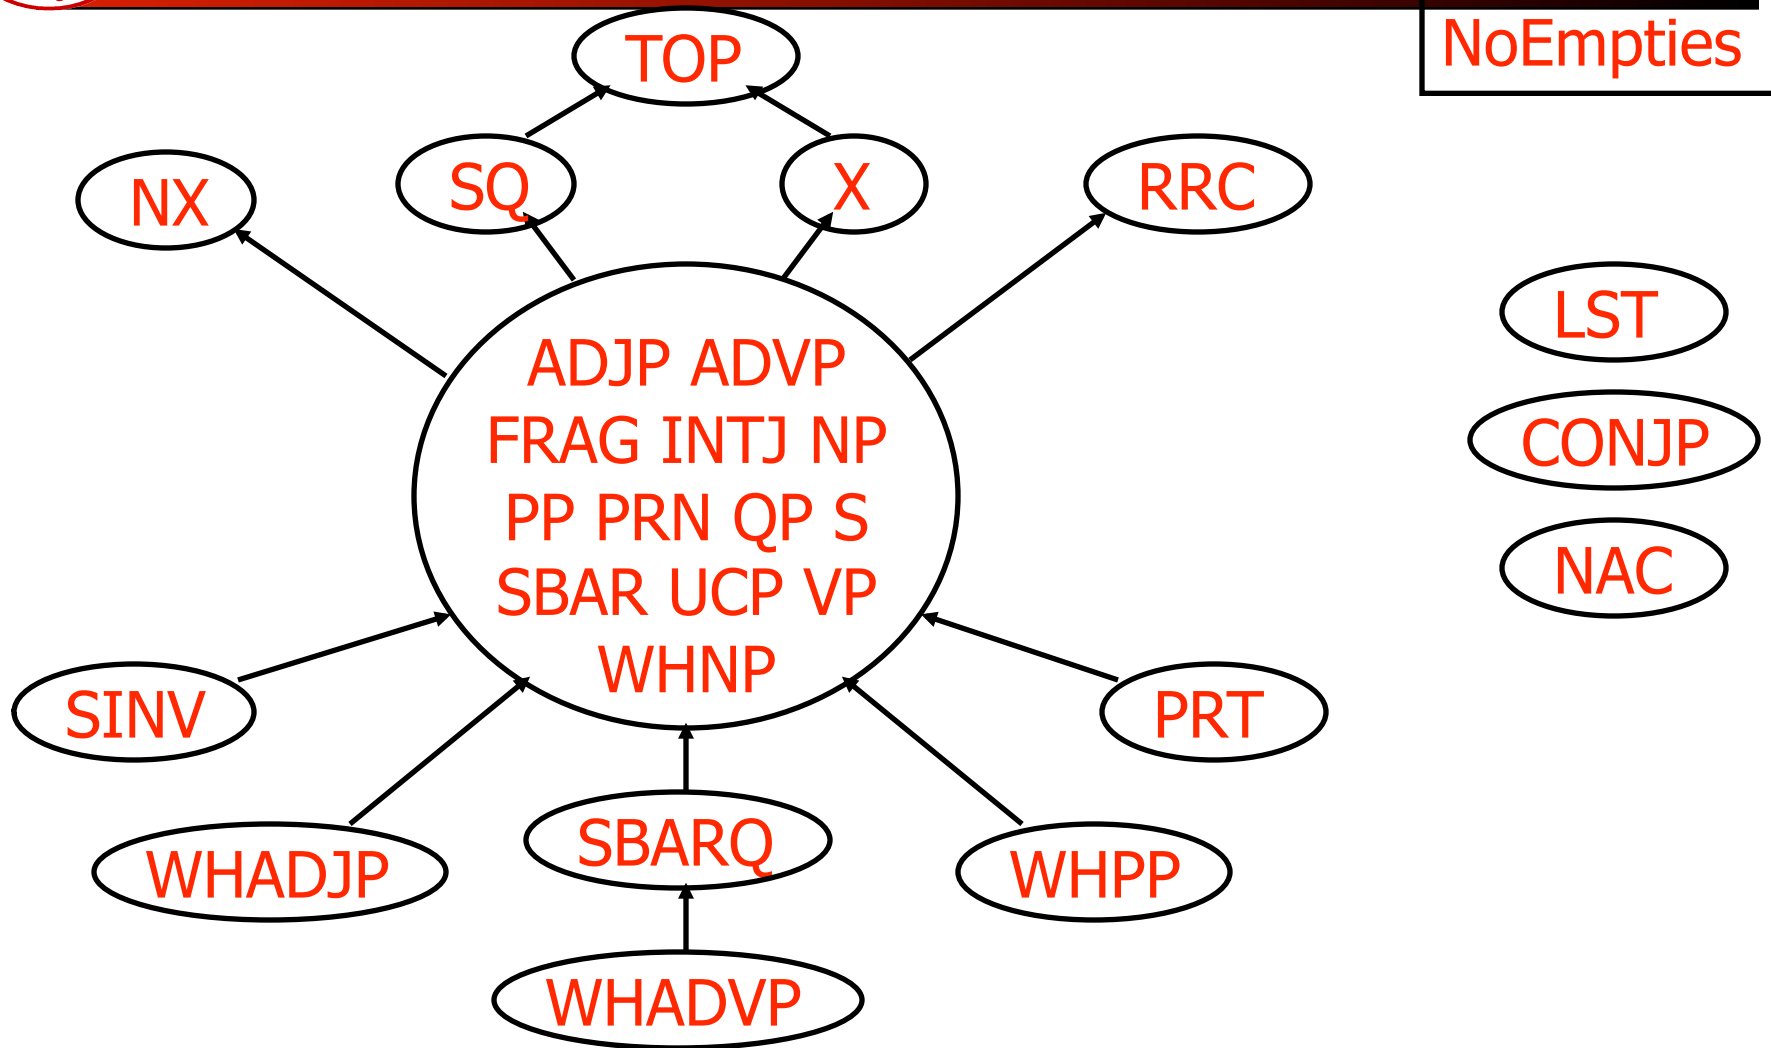 NoEmpties
TOP
NX
SQ
X
RRC
LST
ADJP ADVP
FRAG INTJ NP
PP PRN QP S
SBAR UCP VP
WHNP
CONJP
NAC
SINV
PRT
WHADJP
SBARQ
WHPP
WHADVP